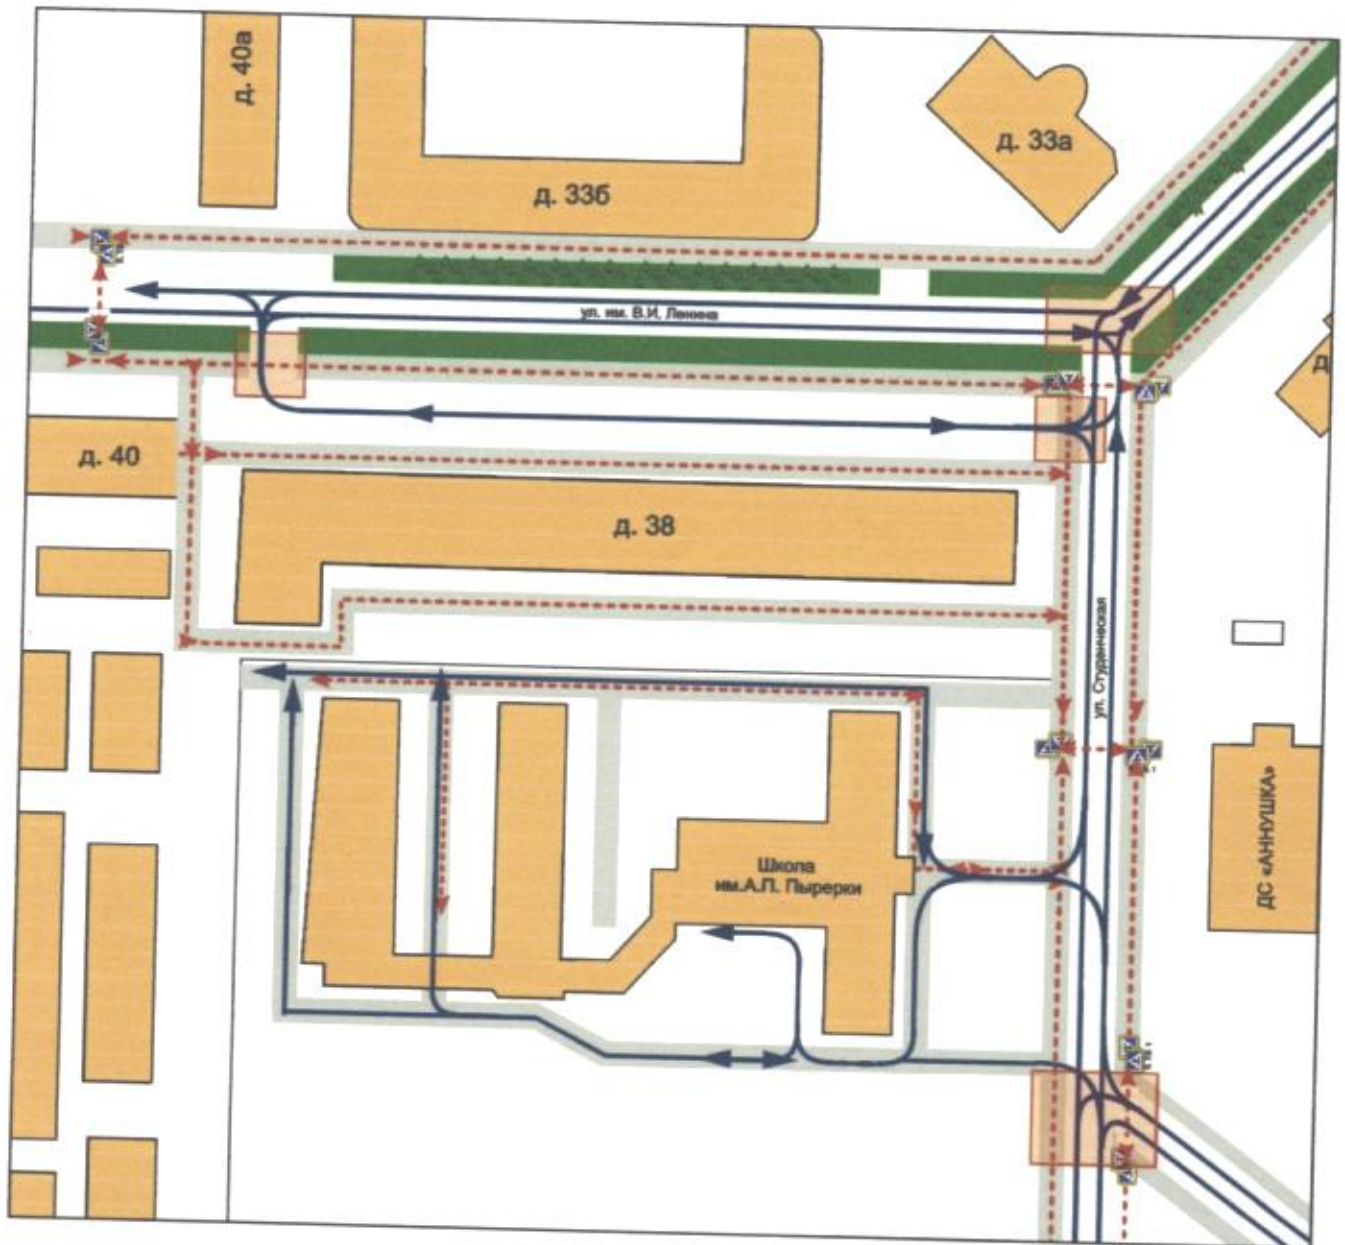 д. 40а
д. 33б
д. 33а
ул. им. В.И. Ленина
Д
д. 40
д. 38
ул. Студенческая
Школа
им.А.П. Пырерки
ДС «АННУШКА»